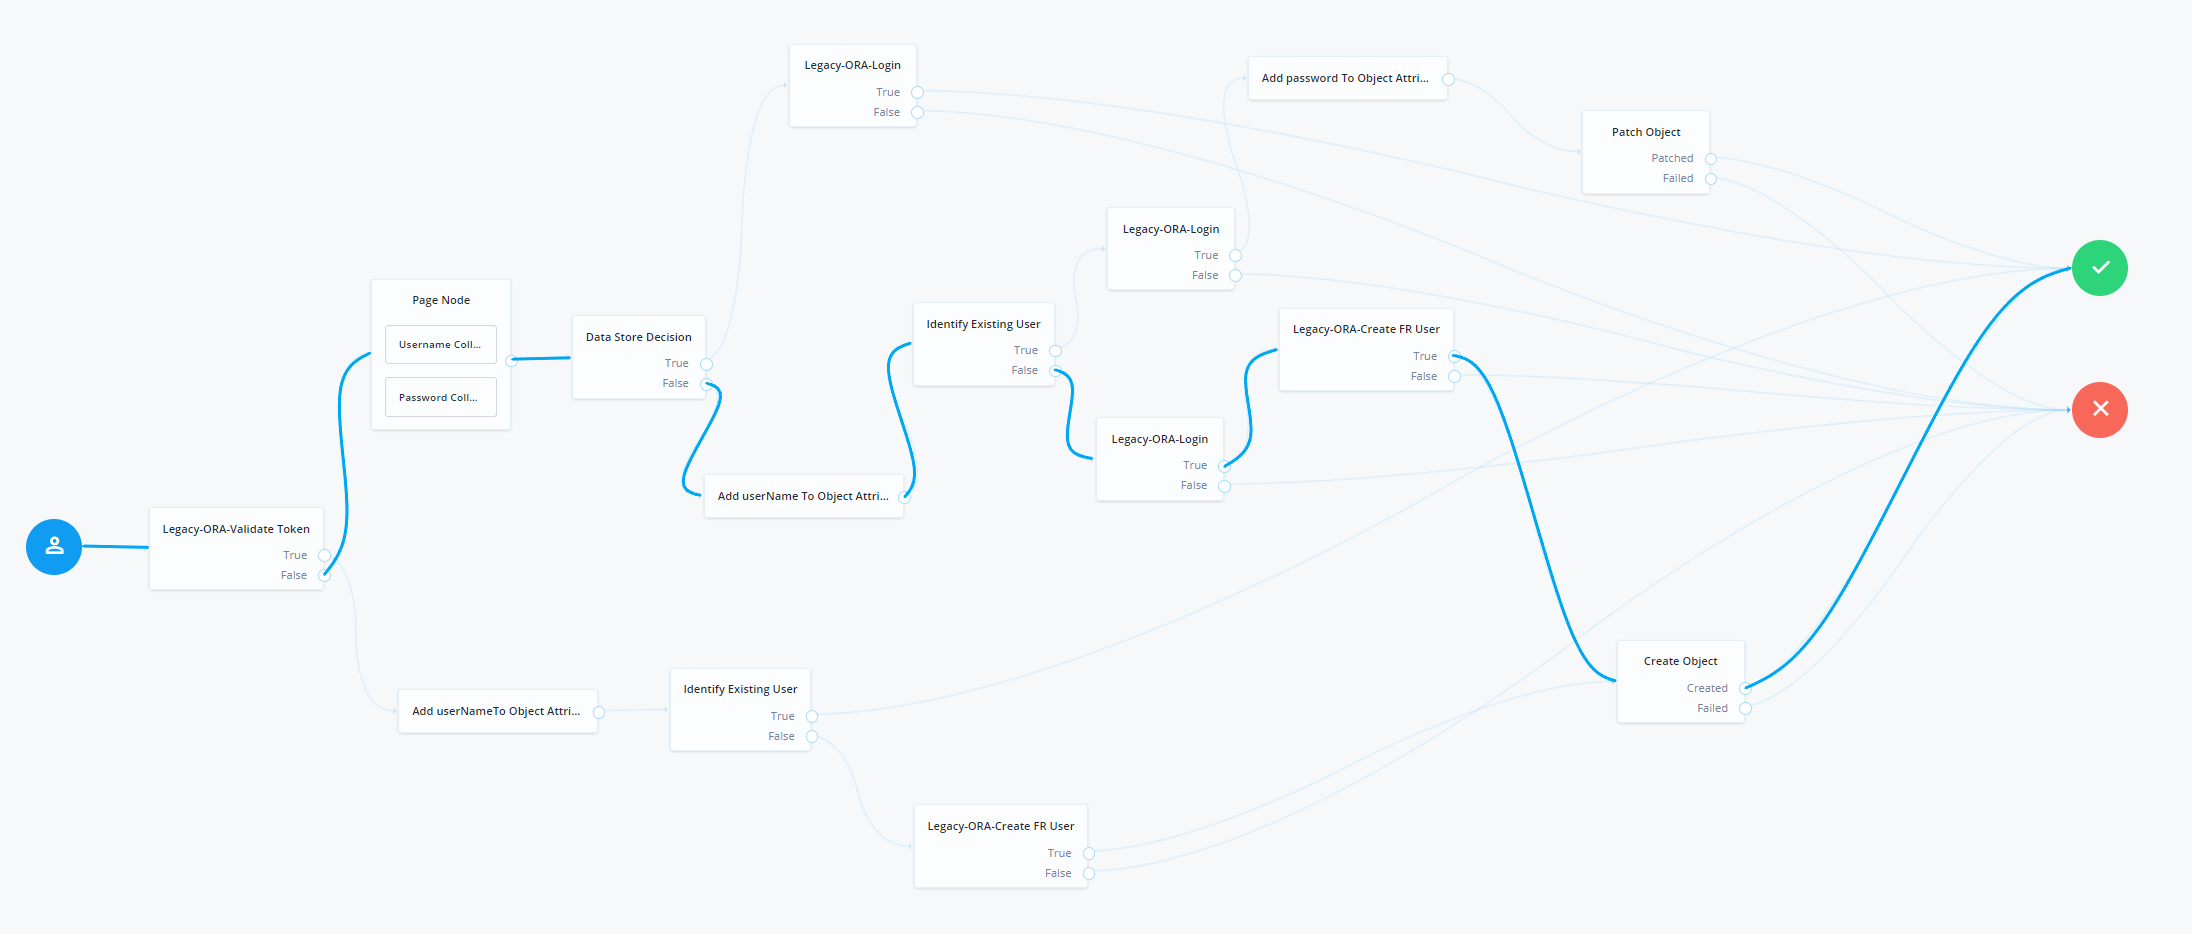 Legacy-ORA-Login
True
False
Add password To Object Attri...
Patch Object
Patched
Failed
Legacy-ORA-Login
True
False
Page Node
Username Coll...
Password Coll...
Data Store Decision
True
False
Identify Existing User
True
False
Legacy-ORA-Create FR User
True
False
Legacy-ORA-Login
True
False
Add userName To Object Attri...
Legacy-ORA-Validate Token
True
False
Add userNameTo Object Attri...
Identify Existing User
True
False
Create Object
Created
Failed
Legacy-ORA-Create FR User
True
False